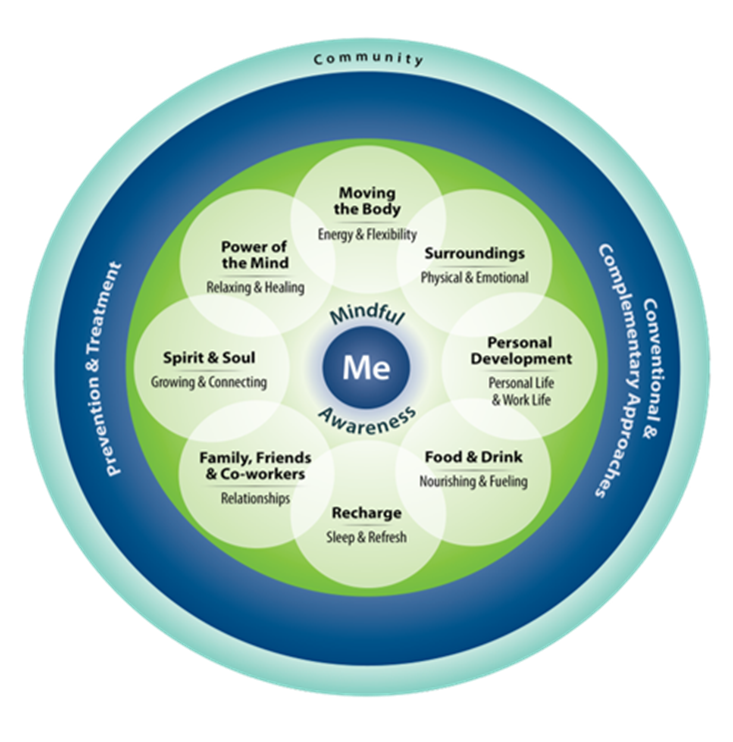 Community
Prevention & Treatment
Conventional &
Complementary Approaches
Moving
the Body
Energy & Flexibility
Surroundings
Physical & Emotional
Personal
Development
Personal Life
& Work Life
Food & Drink
Nourishing & Fueling
Recharge
Sleep & Refresh
Family, Friends
& Co-workers
Relationships
Spirit & Soul
Growing & Connecting
Power of
the Mind
Relaxing & Healing
Mindful
Me
Awareness